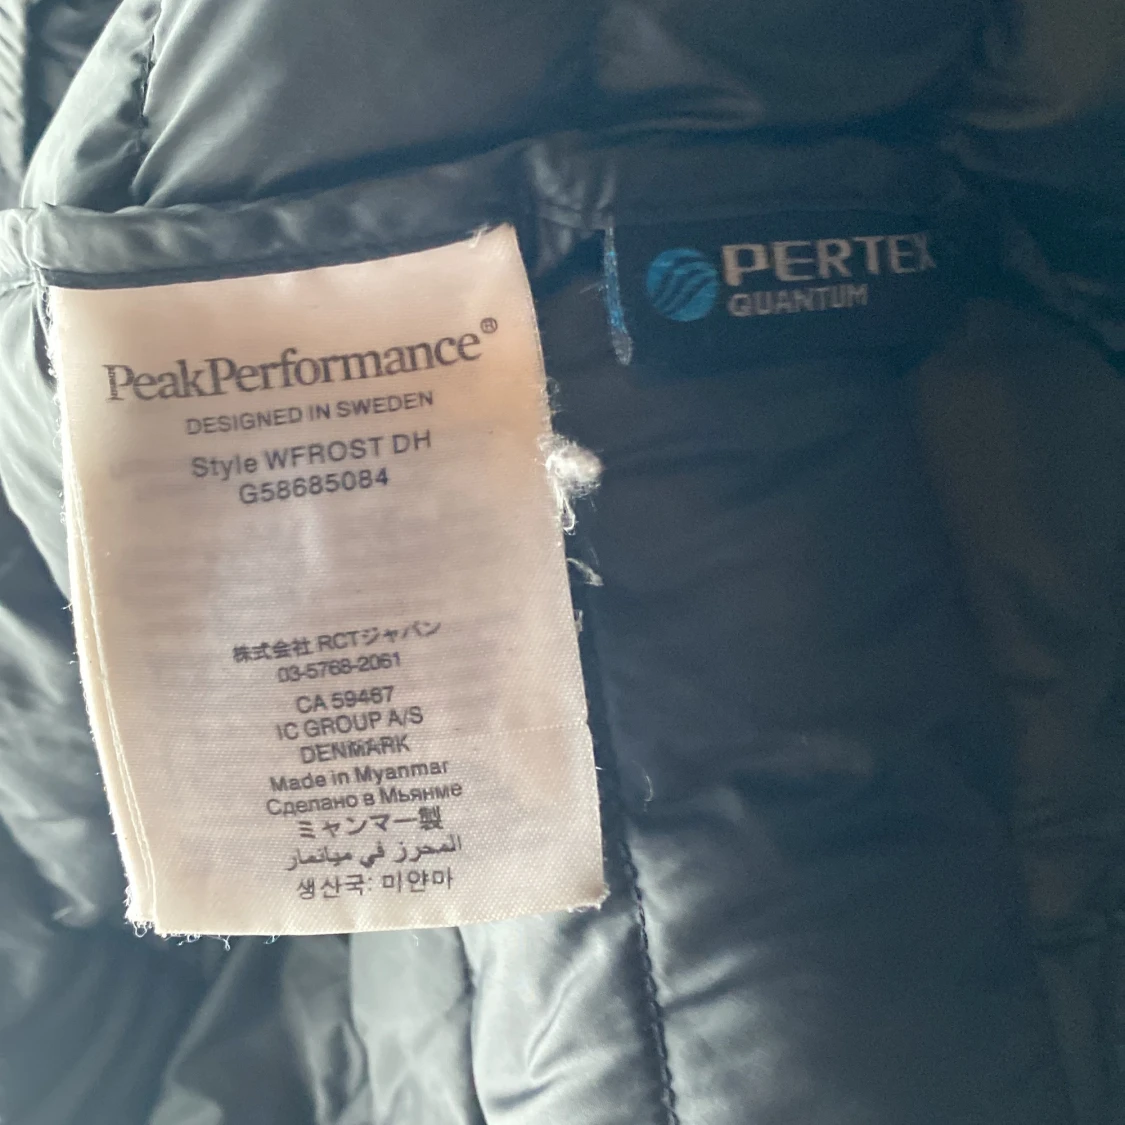 PeakPerformance®
DESIGNED IN SWEDEN
Style WFROST DH
G58685084
株式会社 RCTジャパン
03-5768-2061
CA 59467
IC GROUP A/S
DENMARK
Made in Myanmar
Сделано в Мьянме
ミャンマー製
المحرز في ميانمار
생산국: 미얀마
PERTEX
QUANTUM